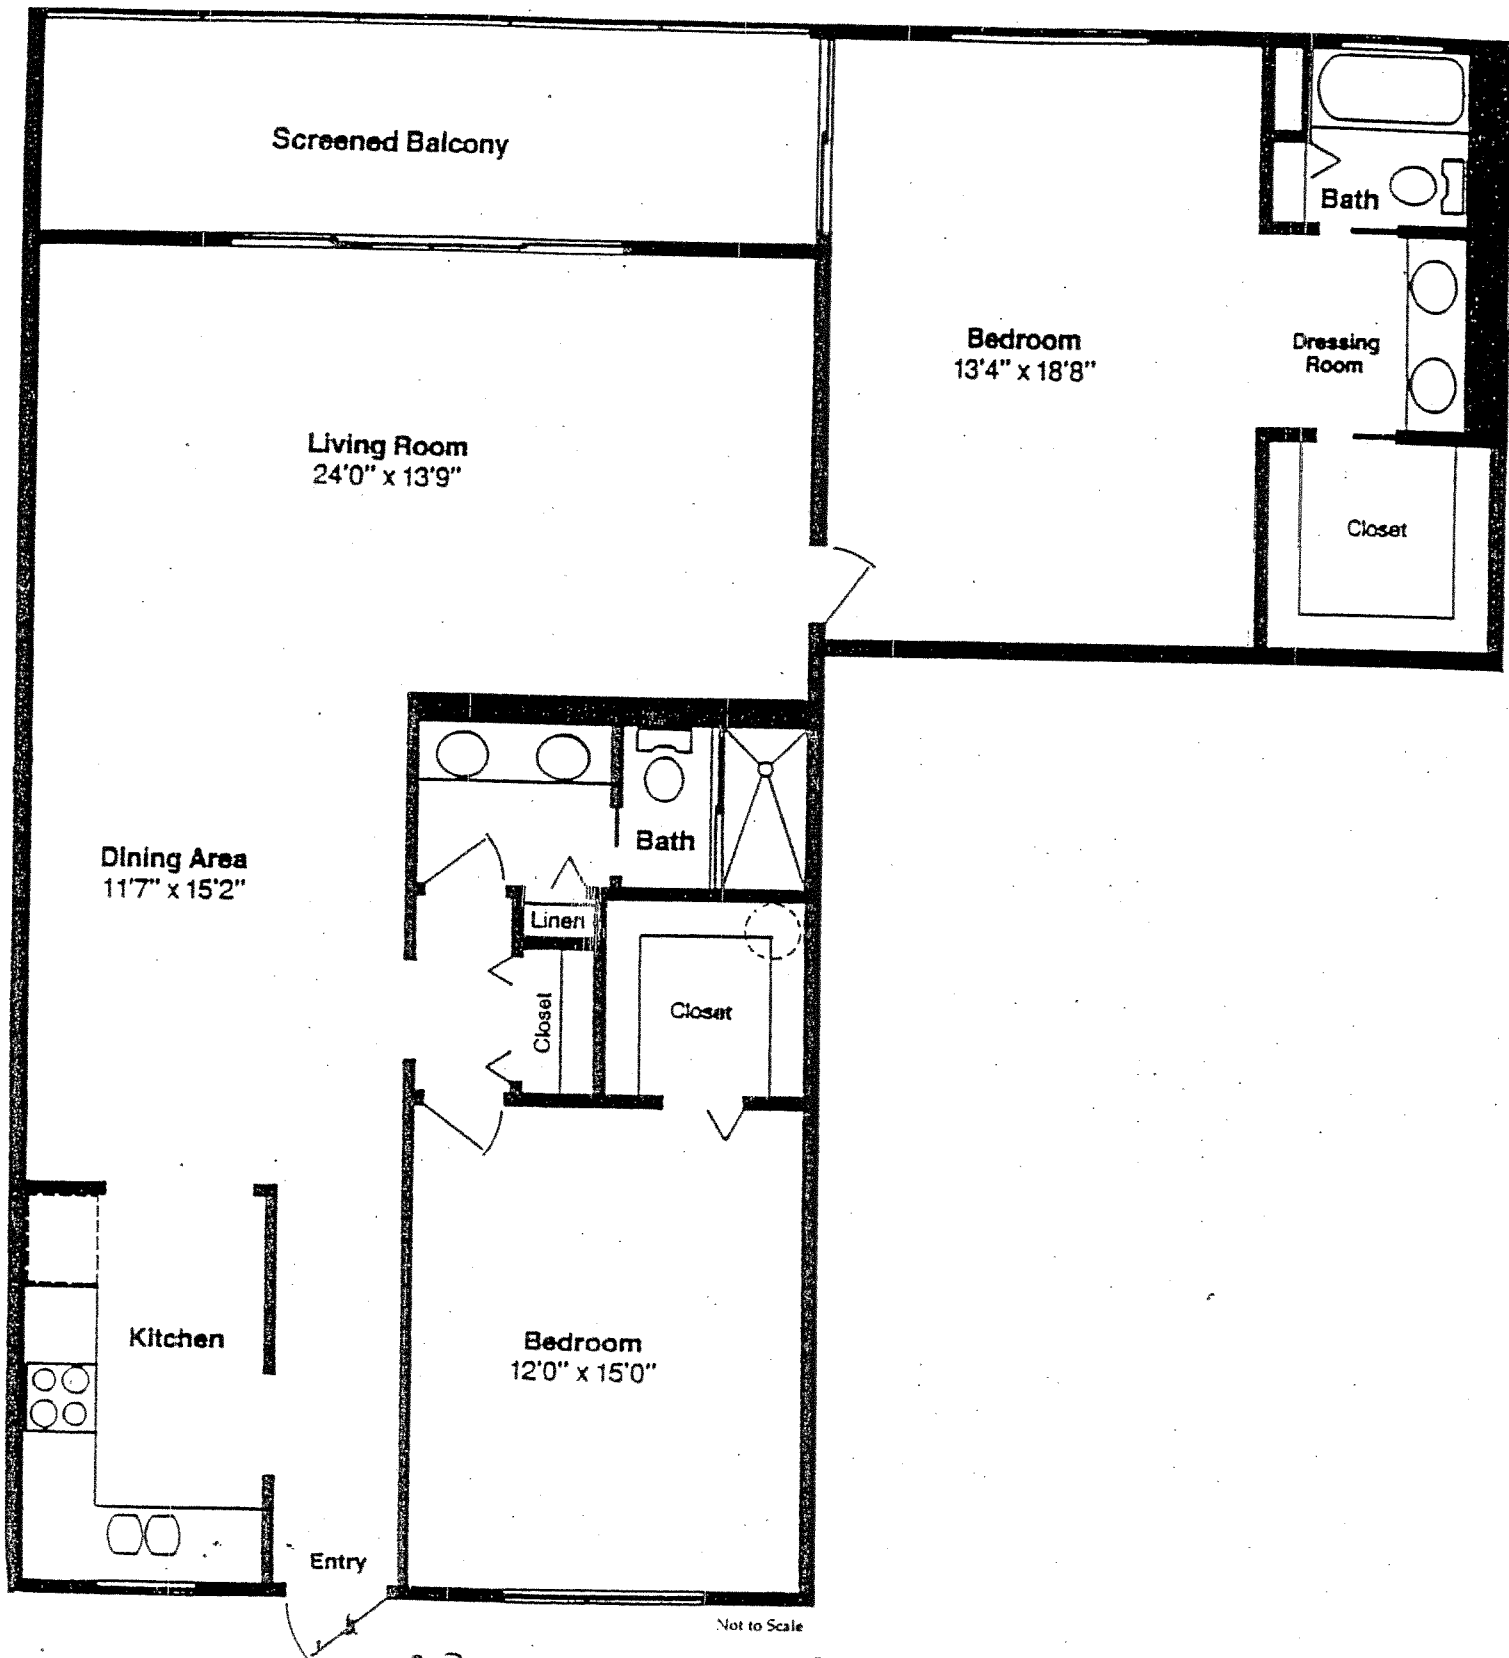 Screened Balcony
Bath
Bedroom
13'4" x 18'8"
Dressing
Room
Living Room
24'0" x 13'9"
Closet
Bath
Dining Area
11'7" x 15'2"
Linen
Closet
Closet
Kitchen
Bedroom
12'0" x 15'0"
Entry
Not to Scale